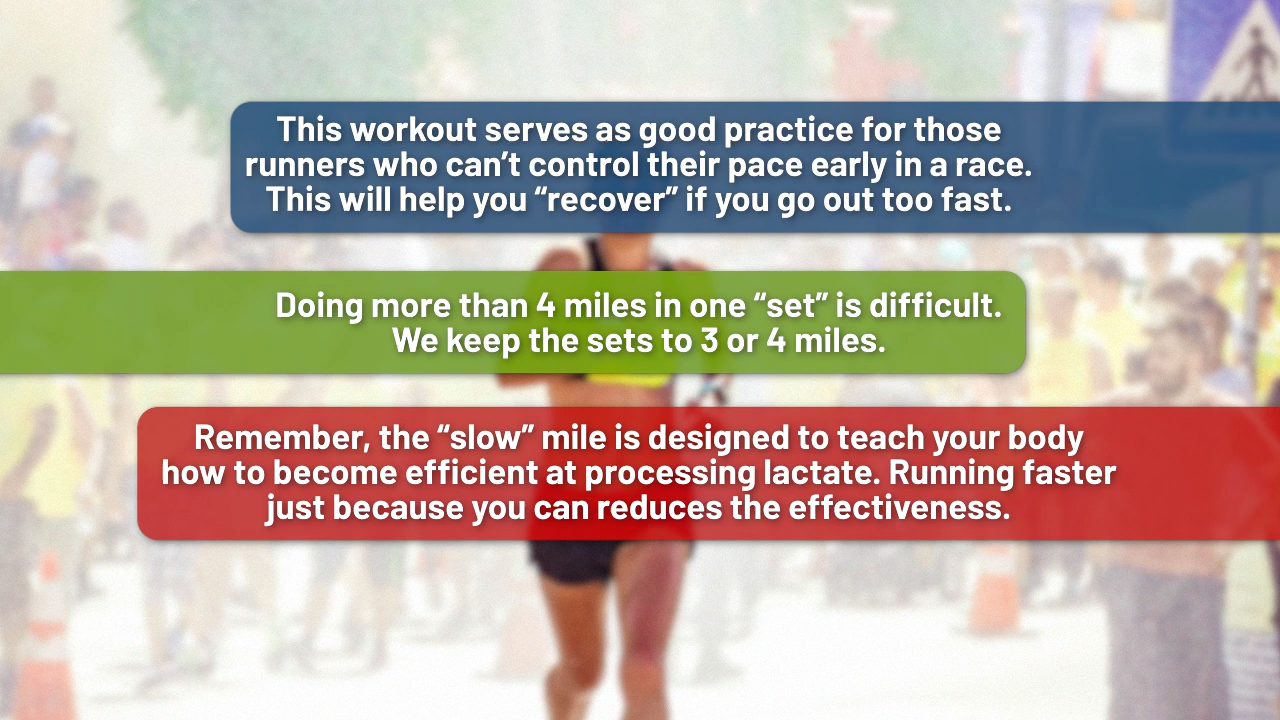 This workout serves as good practice for those
runners who can’t control their pace early in a race.
This will help you “recover” if you go out too fast.
Doing more than 4 miles in one “set” is difficult.
We keep the sets to 3 or 4 miles.
Remember, the “slow” mile is designed to teach your body
how to become efficient at processing lactate. Running faster
just because you can reduces the effectiveness.